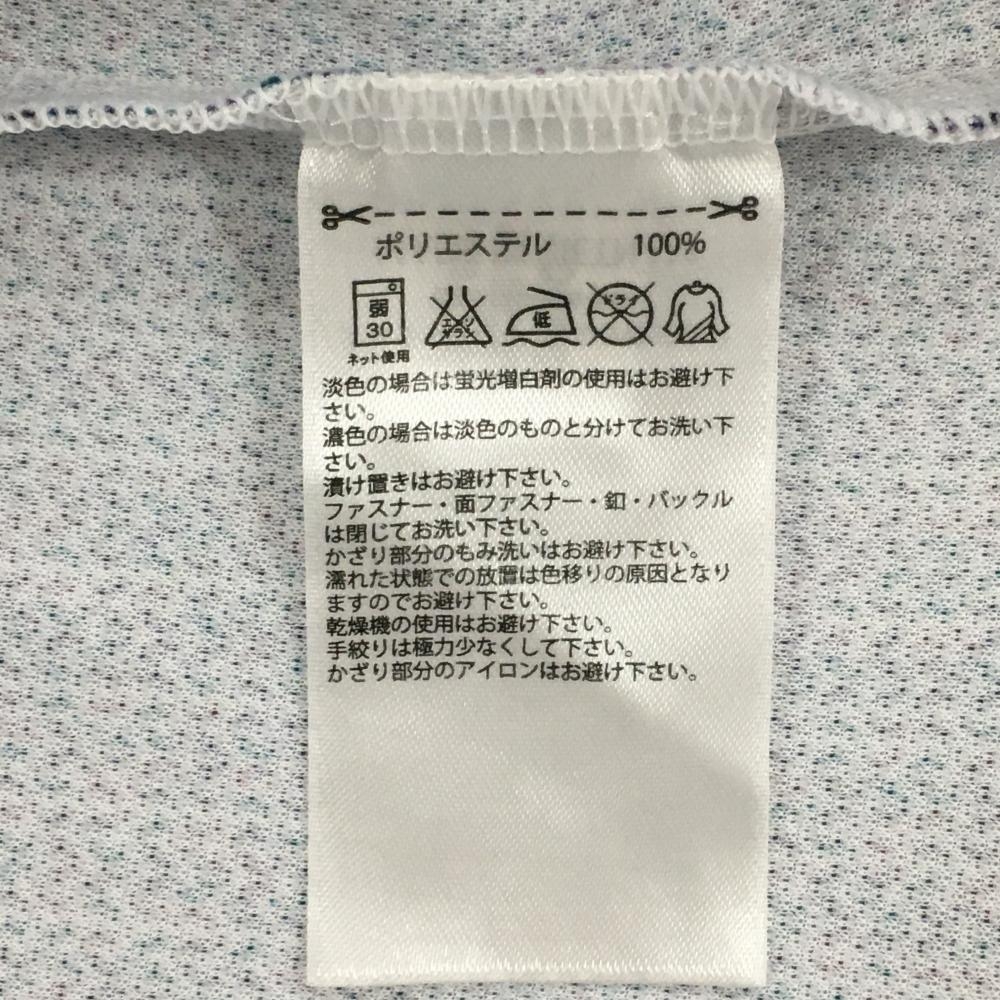 ポリエステル 100%
弱
30
ネット使用
エンソ
サラシ
低
ドライ
淡色の場合は蛍光増白剤の使用はお避け下
さい。
濃色の場合は淡色のものと分けてお洗い下
さい。
漬け置きはお避け下さい。
ファスナー・面ファスナー・釦・バックル
は閉じてお洗い下さい。
かざり部分のもみ洗いはお避け下さい。
濡れた状態での放置は色移りの原因となり
ますのでお避け下さい。
乾燥機の使用はお避け下さい。
手絞りは極力少なくして下さい。
かざり部分のアイロンはお避け下さい。